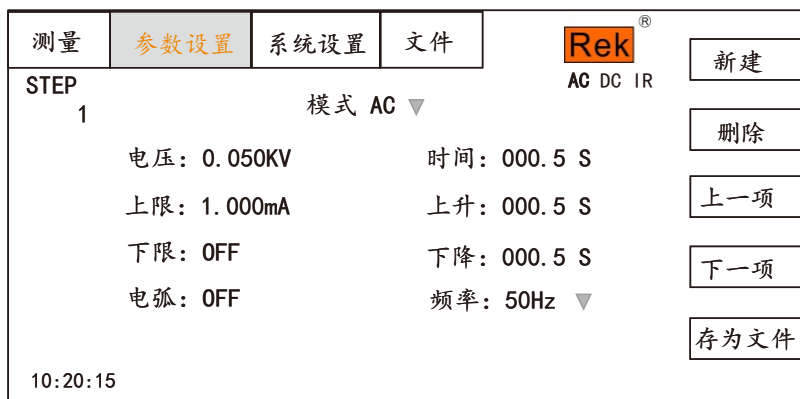 测量 参数设置 系统设置 文件 Rek®
AC DC IR
STEP
1
模式 AC ▼
电压: 0.050KV 时间: 000.5 S
上限: 1.000mA 上升: 000.5 S
下限: OFF 下降: 000.5 S
电弧: OFF 频率: 50Hz ▼
10:20:15
新建
删除
上一项
下一项
存为文件